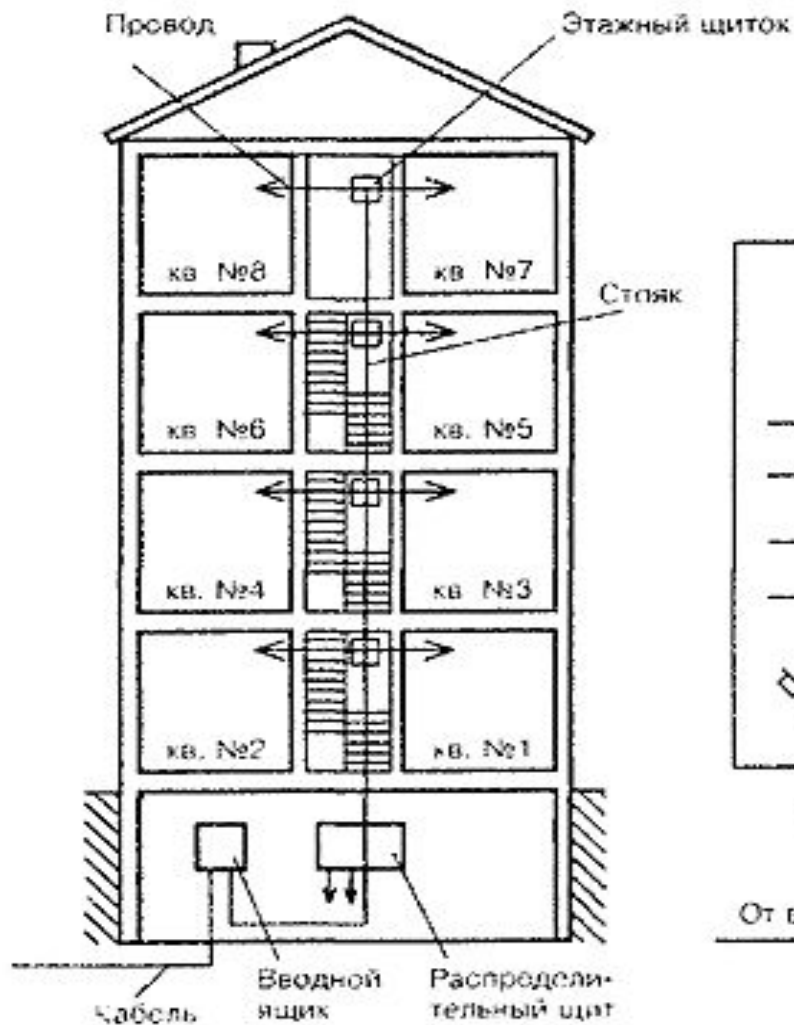 Провод
Этажный щиток
кв №8
кв №7
Стояк
кв №6
кв. №5
кв. №4
кв №3
кв. №2
кв. №1
От в
Кабель
Вводной
ящик
Распредели-
тельный щит